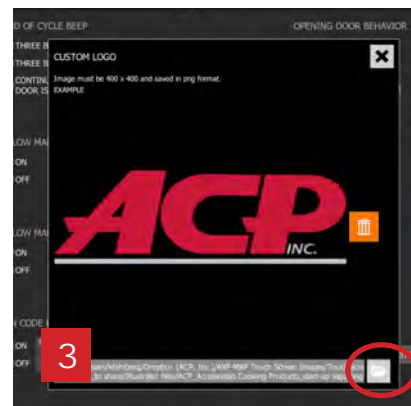 D OF CYCLE BEEP
OPENING DOOR BEHAVIOR
THREE B
THREE B
CONTIN
DOOR IS
CUSTOM LOGO
Image must be 400 x 400 and saved in png format.
EXAMPLE
LOW MA
ON
OFF
ACP
INC.
LOW MA
ON
OFF
N CODE
ON
OFF
3